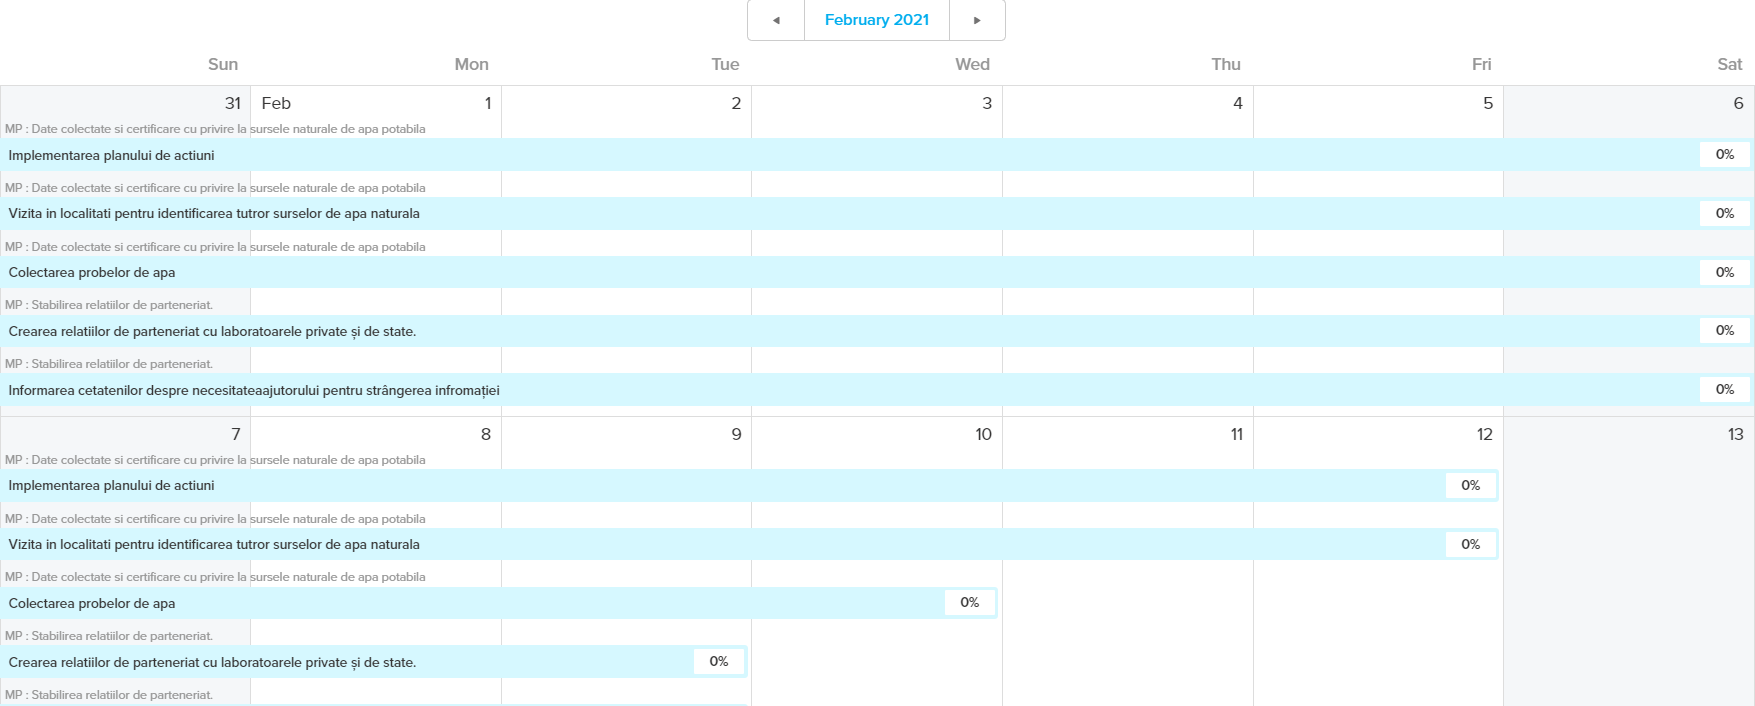 ◂ February 2021 ▸
Sun Mon Tue Wed Thu Fri Sat
31 Feb 1 2 3 4 5 6
MP : Date colectate si certificare cu privire la sursele naturale de apa potabila
Implementarea planului de actiuni 0%
MP : Date colectate si certificare cu privire la sursele naturale de apa potabila
Vizita in localitati pentru identificarea tutror surselor de apa naturala 0%
MP : Date colectate si certificare cu privire la sursele naturale de apa potabila
Colectarea probelor de apa 0%
MP : Stabilirea relatiilor de parteneriat.
Crearea relatiilor de parteneriat cu laboratoarele private și de state. 0%
MP : Stabilirea relatiilor de parteneriat.
Informarea cetatenilor despre necesitateaajutorului pentru strângerea infromației 0%
7 8 9 10 11 12 13
MP : Date colectate si certificare cu privire la sursele naturale de apa potabila
Implementarea planului de actiuni 0%
MP : Date colectate si certificare cu privire la sursele naturale de apa potabila
Vizita in localitati pentru identificarea tutror surselor de apa naturala 0%
MP : Date colectate si certificare cu privire la sursele naturale de apa potabila
Colectarea probelor de apa 0%
MP : Stabilirea relatiilor de parteneriat.
Crearea relatiilor de parteneriat cu laboratoarele private și de state. 0%
MP : Stabilirea relatiilor de parteneriat.